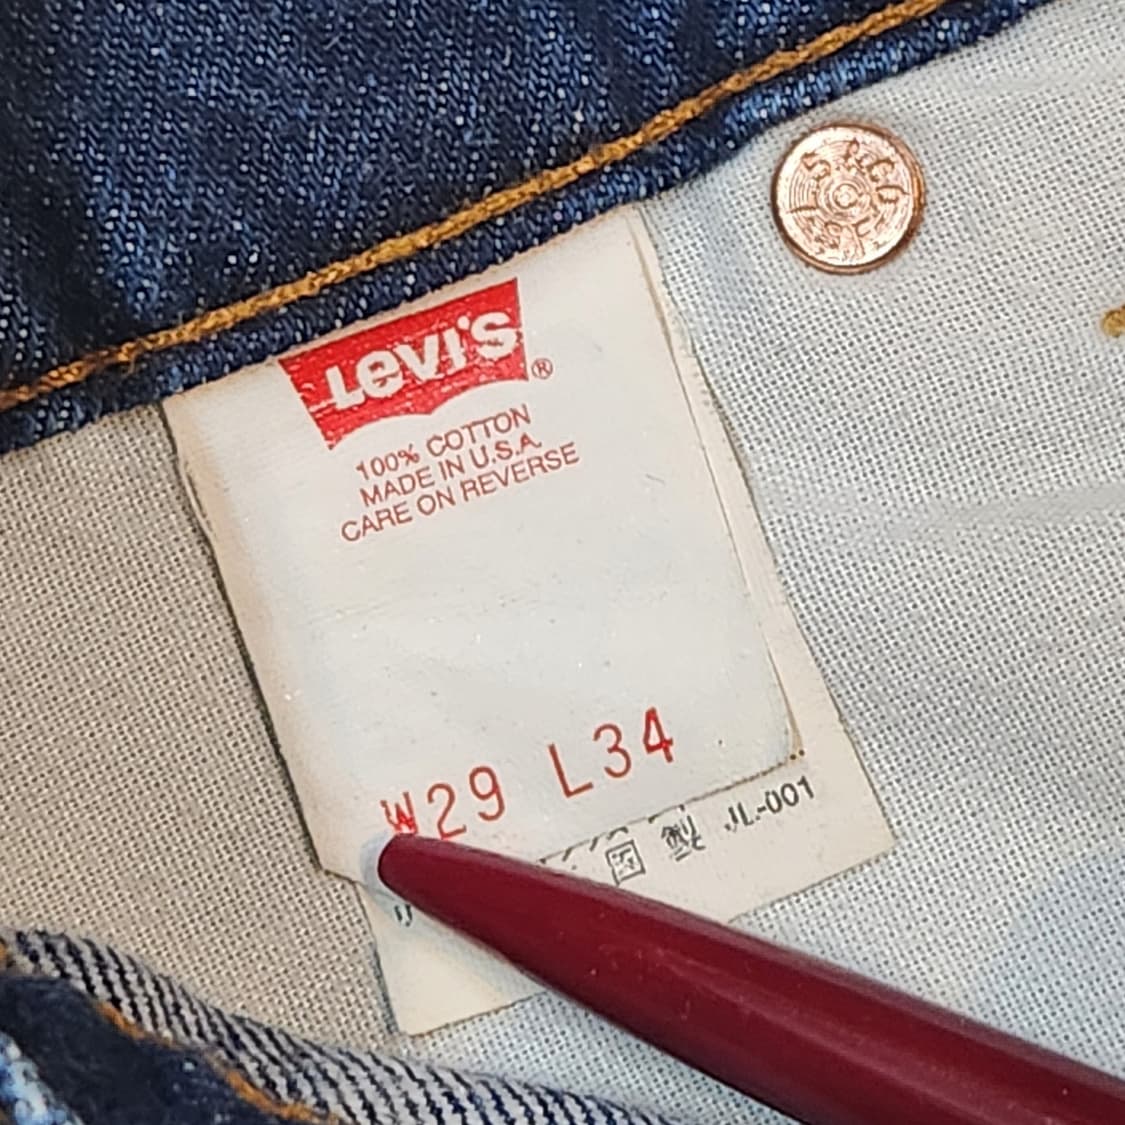 LEVI'S ®
100% COTTON
MADE IN U.S.A.
CARE ON REVERSE
W29 L34
JL-001